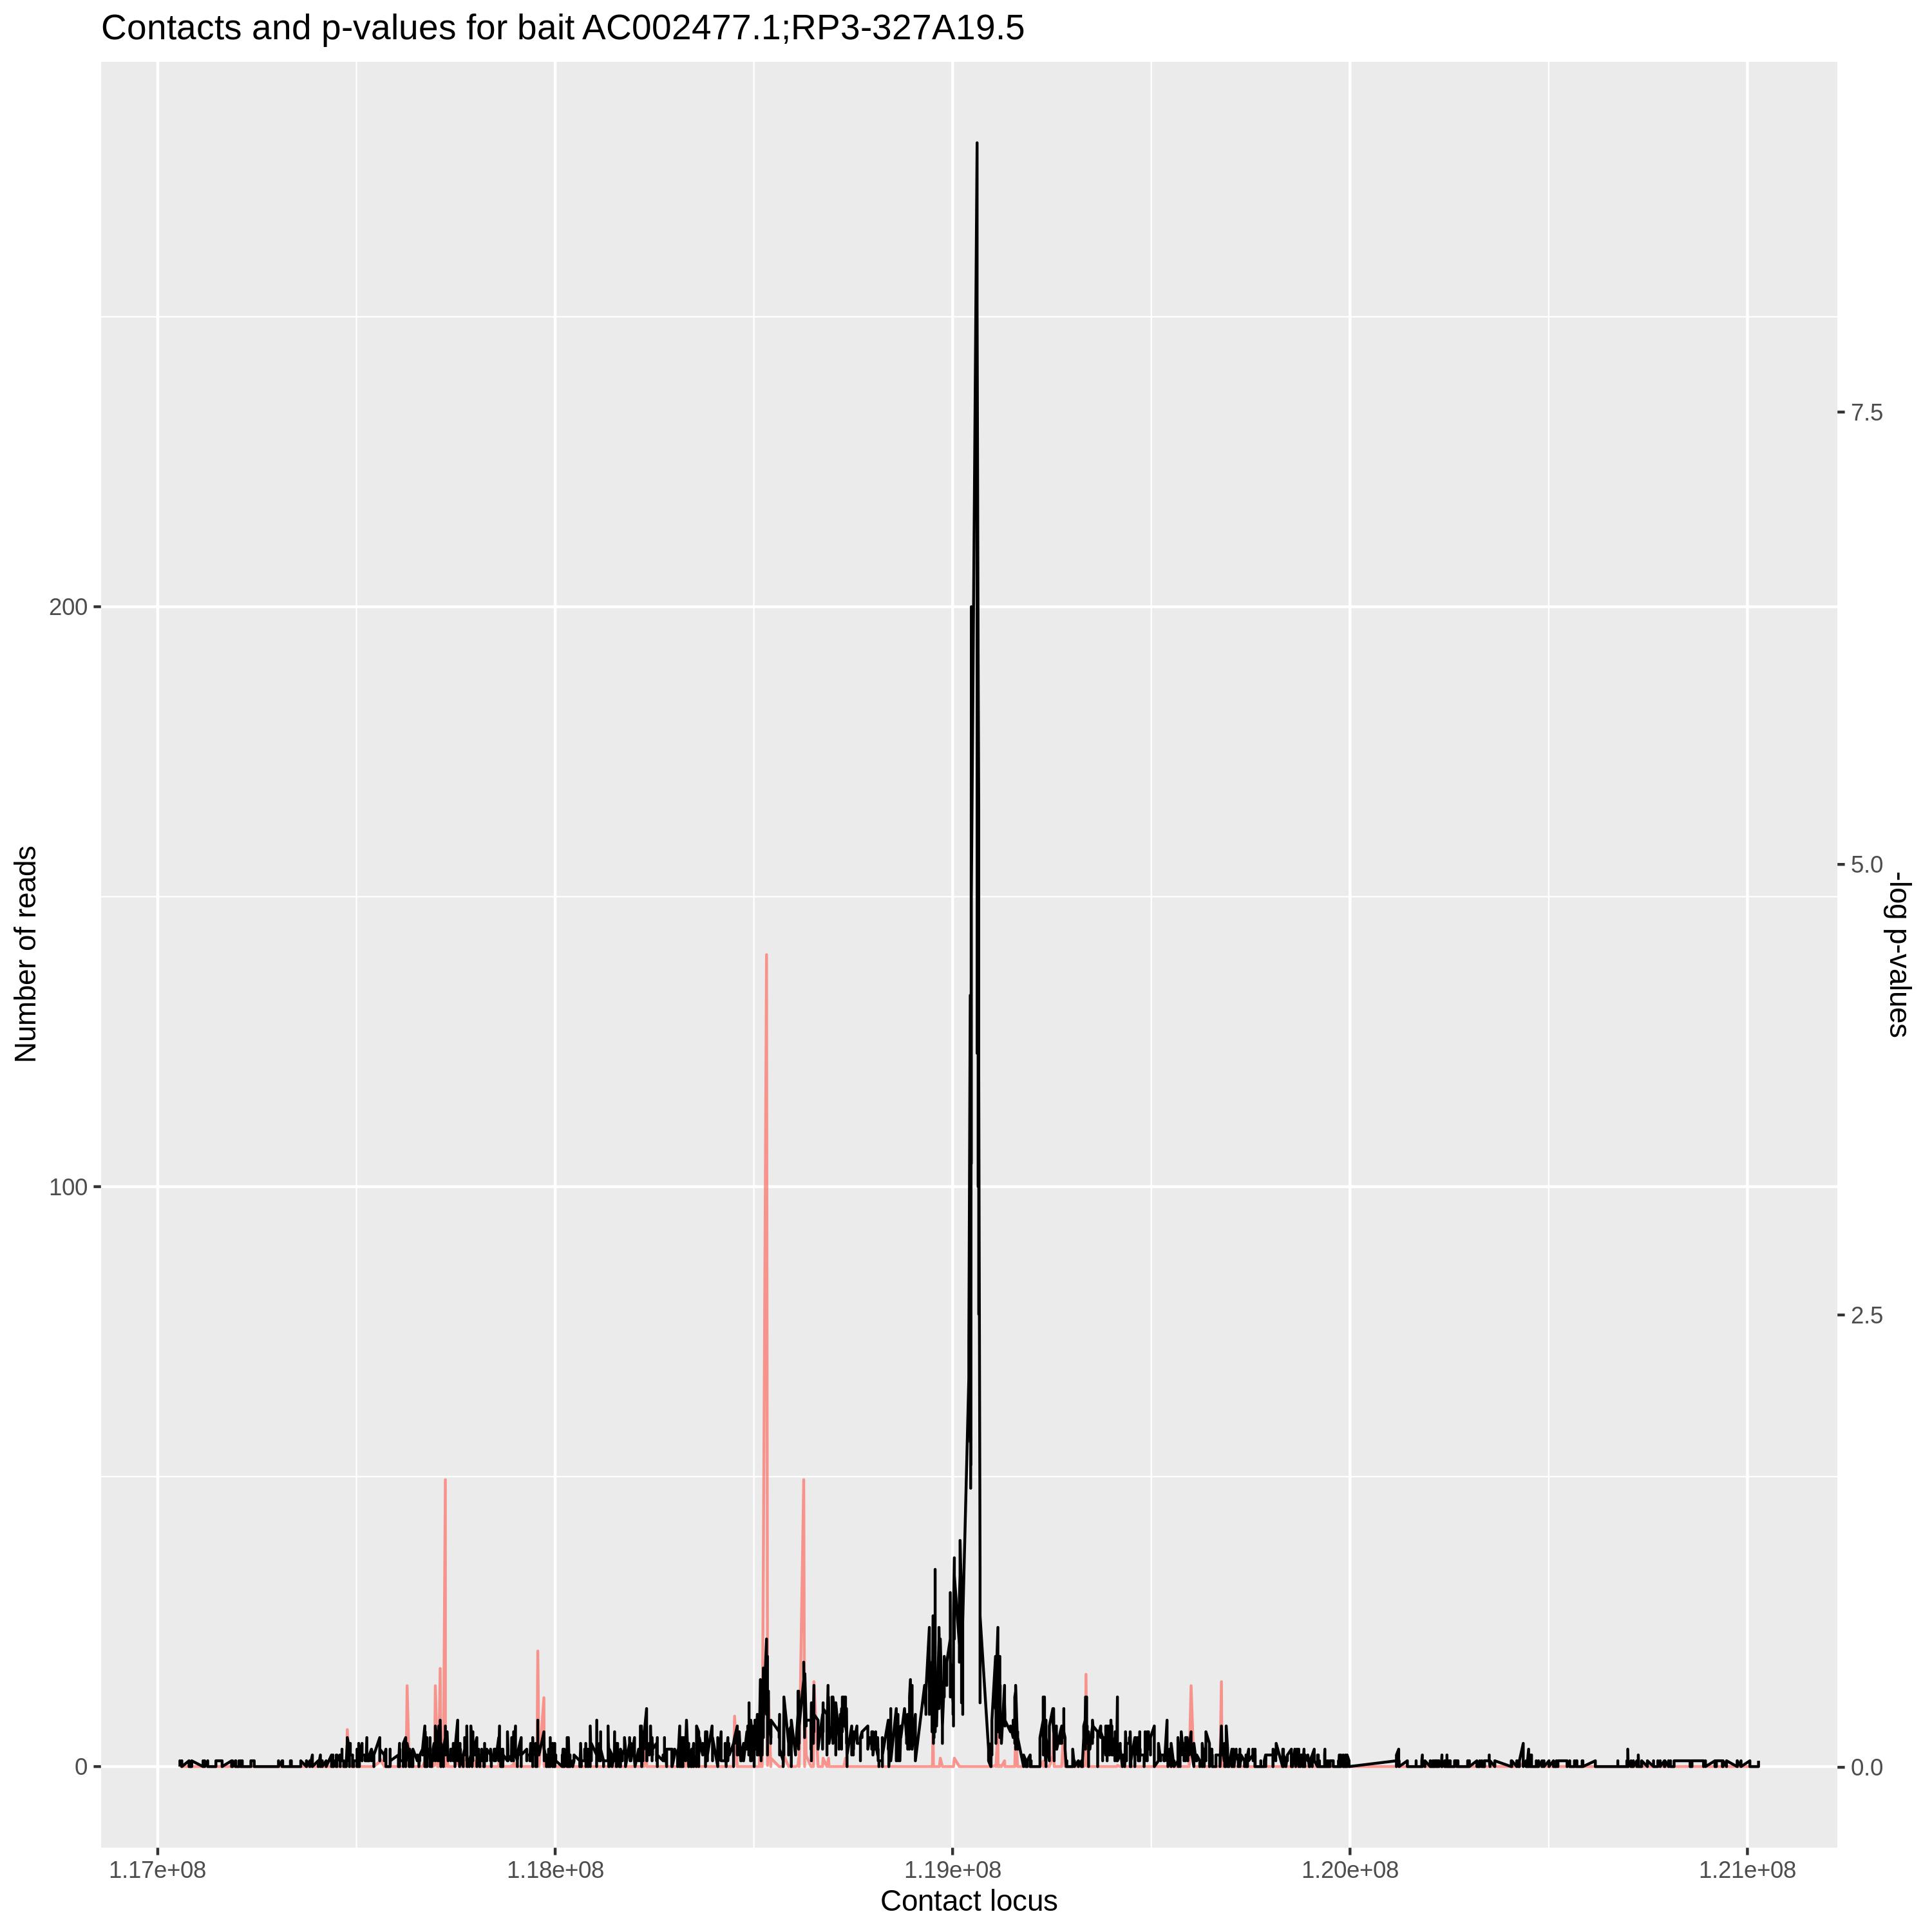 Contacts and p-values for bait AC002477.1;RP3-327A19.5
Number of reads
200
100
0
7.5
5.0
2.5
0.0
-log p-values
1.17e+08
1.18e+08
1.19e+08
1.20e+08
1.21e+08
Contact locus